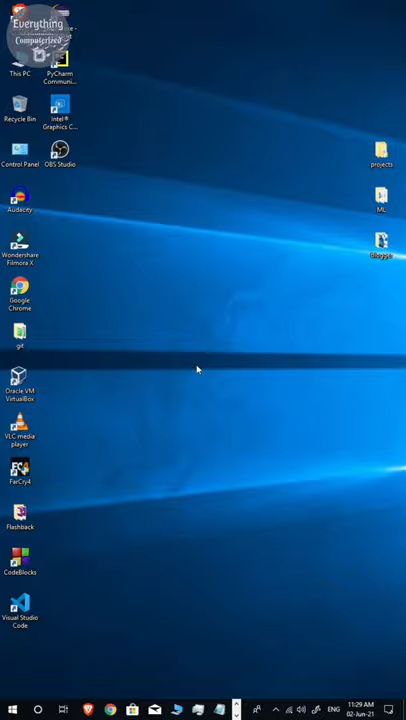 Everything
Computerized
This PC
PyCharm
Communi...
Recycle Bin
Intel®
Graphics C...
Control Panel
OBS Studio
projects
Audacity
ML
Wondershare
Filmora X
Blogger
Google
Chrome
git
Oracle VM
VirtualBox
VLC media
player
FC4
FarCry4
Flashback
CodeBlocks
Visual Studio
Code
ENG
11:29 AM
02-Jun-21